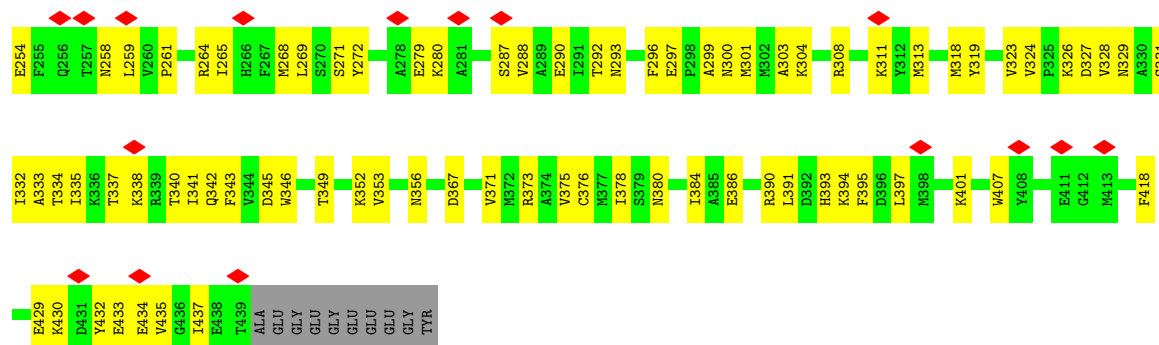 E254 F255 Q256 T257 N258 L259 V260 P261 R264 I265 H266 F267 M268 L269 S270 S271 Y272 A278 E279 K280 A281 S287 V288 A289 E290 I291 T292 N293 F296 E297 P298 A299 N300 M301 M302 A303 K304 R308 K311 Y312 M313 M318 Y319 V323 V324 P325 K326 D327 V328 N329 A330
I332 A333 T334 I335 K336 T337 K338 R339 T340 I341 Q342 F343 V344 D345 W346 T349 K352 V353 N356 D367 V371 M372 R373 A374 V375 C376 M377 I378 S379 N380 I384 A385 E386 R390 L391 D392 H393 K394 F395 D396 L397 M398 K401 W407 Y408 E411 G412 M413 F418
E429 K430 D431 Y432 E433 E434 V435 G436 I437 E438 T439 ALA GLU GLY GLU GLY GLU GLU GLU GLY TYR